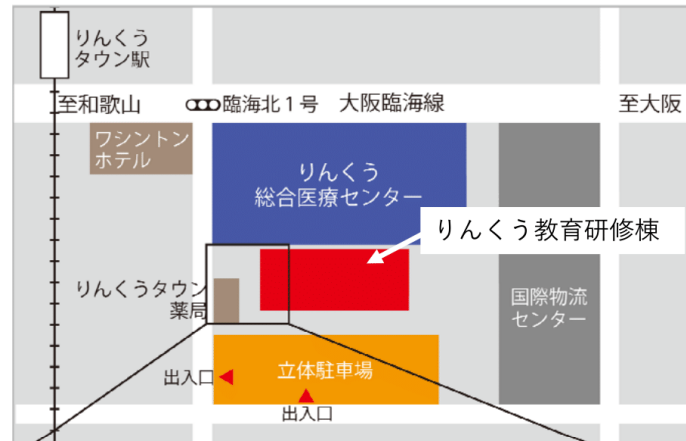 りんくう
タウン駅
至和歌山
臨海北１号
大阪臨海線
至大阪
ワシントン
ホテル
りんくう
総合医療センター
りんくう教育研修棟
りんくうタウン
薬局
国際物流
センター
立体駐車場
出入口
出入口